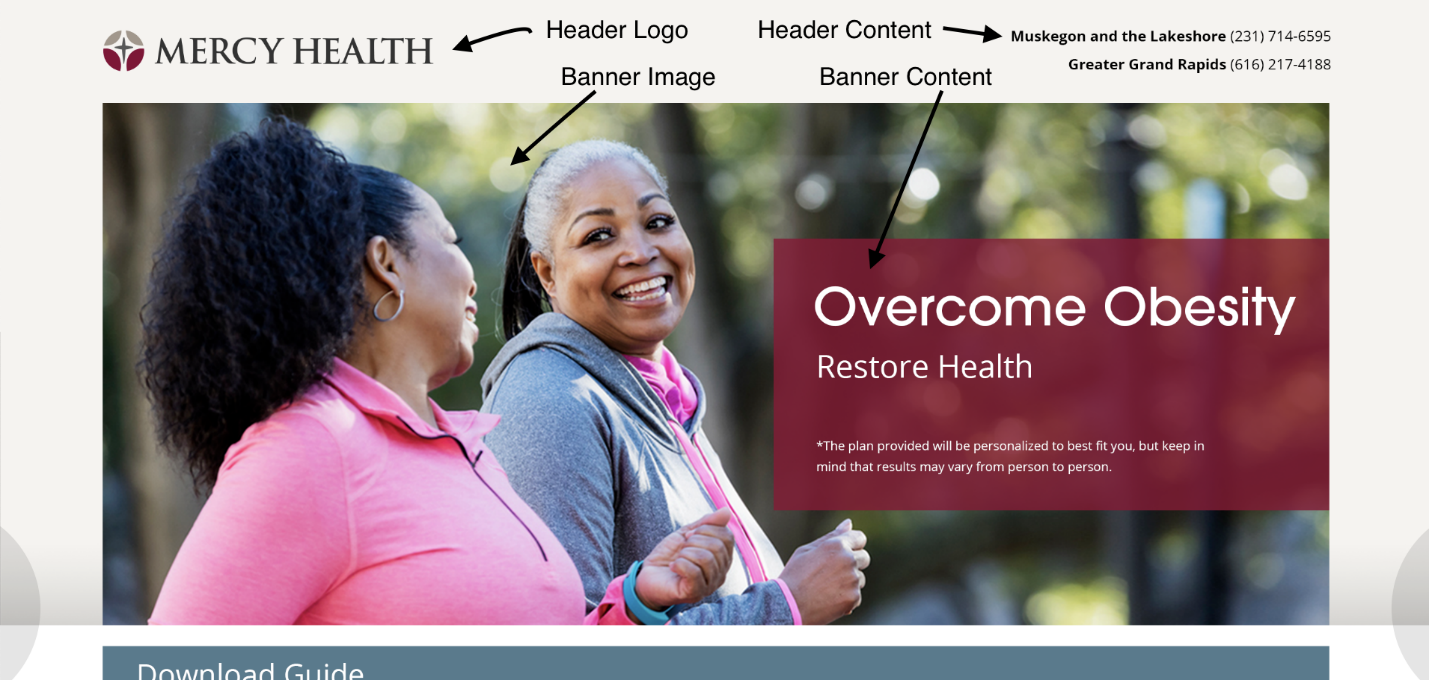 MERCY HEALTH
Header Logo
Header Content
Muskegon and the Lakeshore (231) 714-6595
Greater Grand Rapids (616) 217-4188
Banner Image
Banner Content
Overcome Obesity
Restore Health
*The plan provided will be personalized to best fit you, but keep in
mind that results may vary from person to person.
Download Guide